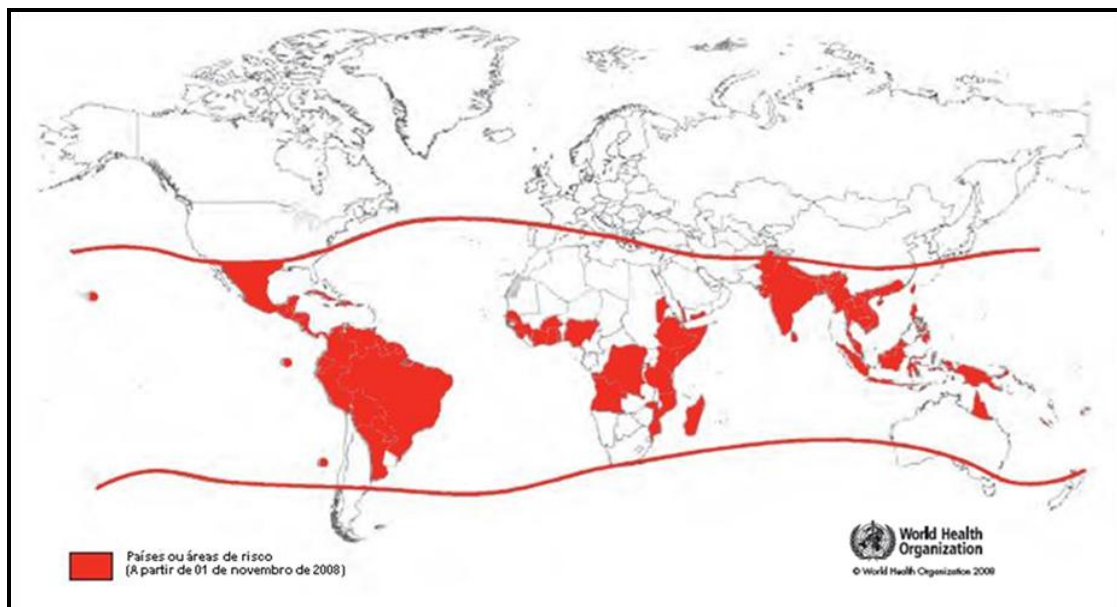 Países ou áreas de risco
(A partir de 01 de novembro de 2008)
World Health
Organization
© World Health Organization 2008